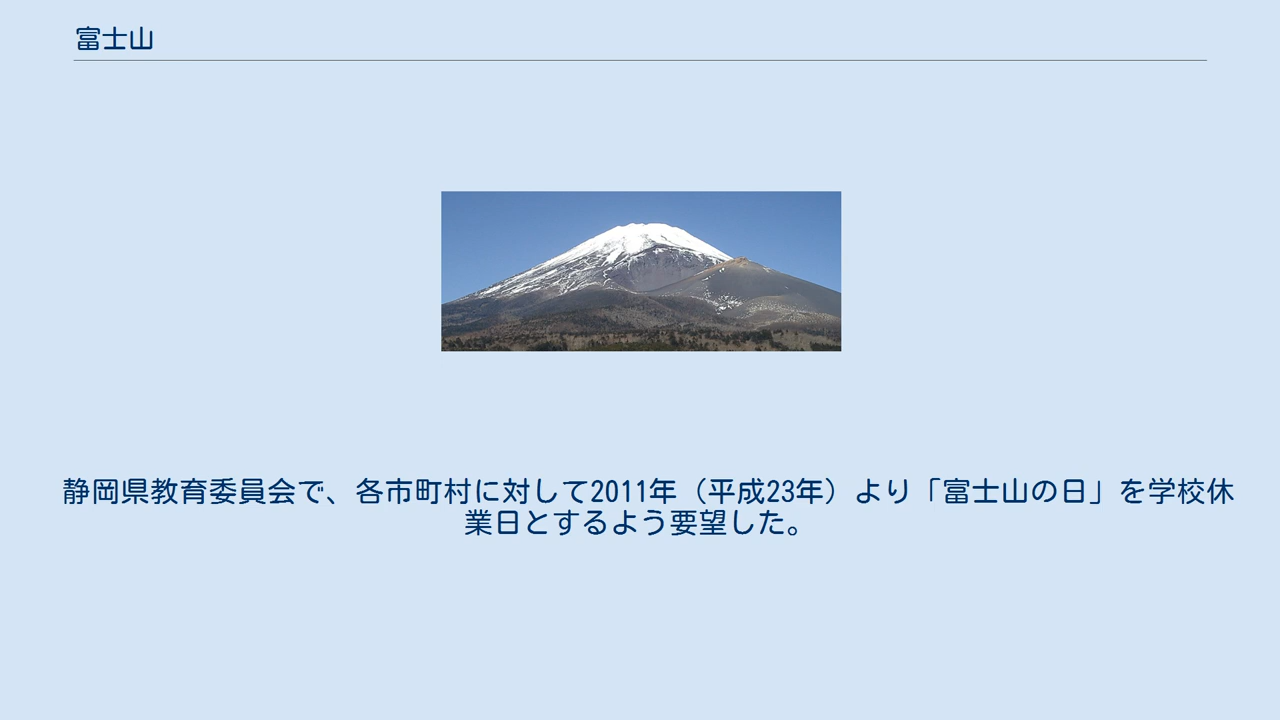 富士山
静岡県教育委員会で、各市町村に対して2011年（平成23年）より「富士山の日」を学校休
業日とするよう要望した。